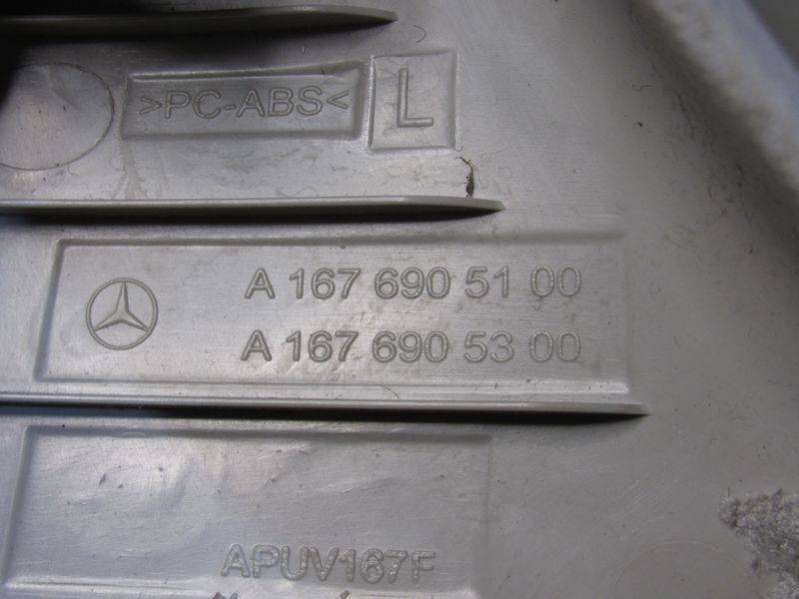 >PC-ABS< L
A 167 690 51 00
A 167 690 53 00
APUV167F